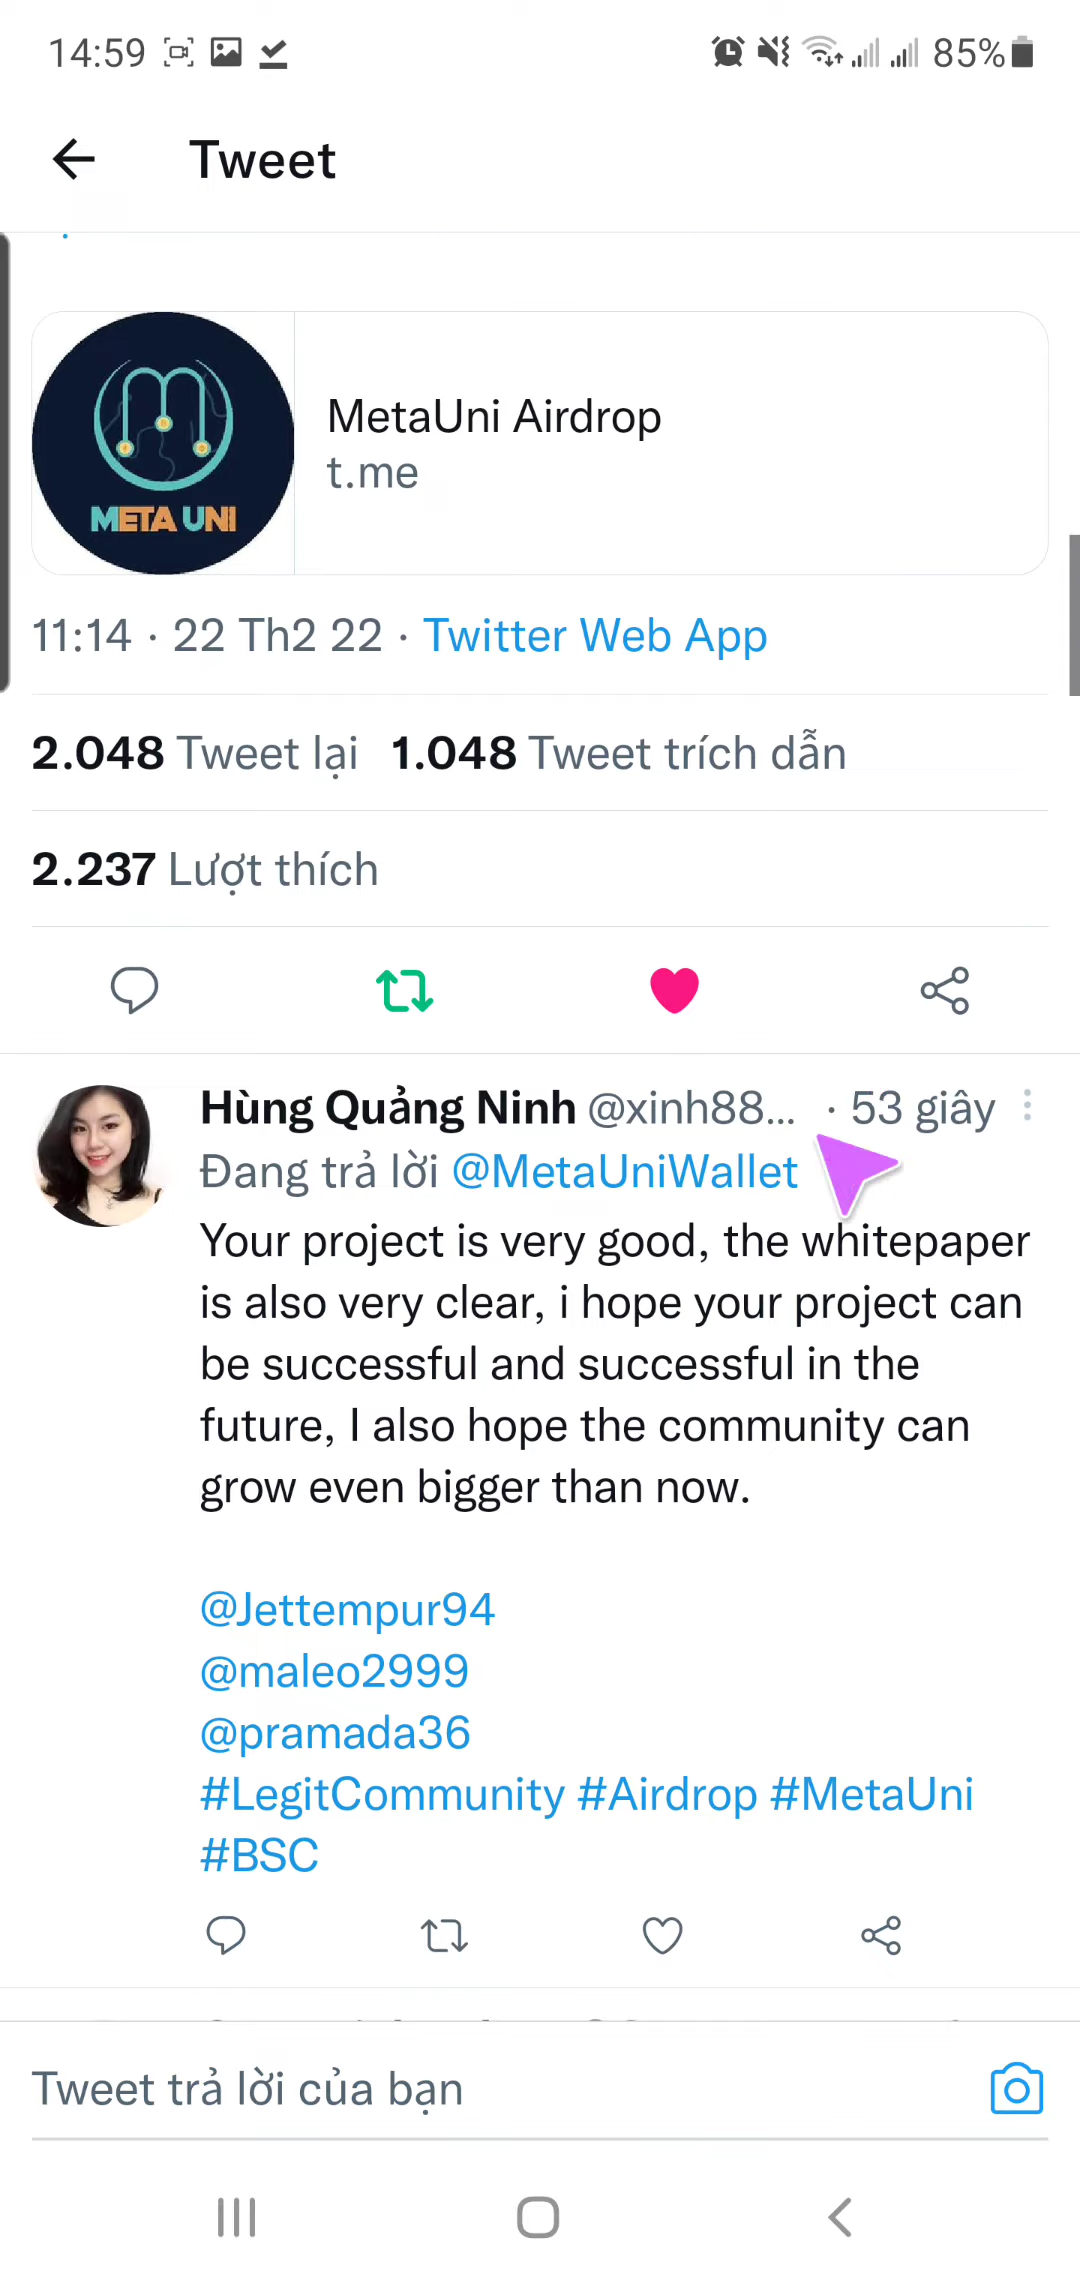 14:59
85%
Tweet
META UNI
MetaUni Airdrop
t.me
11:14 · 22 Th2 22 · Twitter Web App
2.048 Tweet lại 1.048 Tweet trích dẫn
2.237 Lượt thích
Hùng Quảng Ninh @xinh88... · 53 giây
Đang trả lời @MetaUniWallet
Your project is very good, the whitepaper
is also very clear, i hope your project can
be successful and successful in the
future, I also hope the community can
grow even bigger than now.
@Jettempur94
@maleo2999
@pramada36
#LegitCommunity #Airdrop #MetaUni
#BSC
Tweet trả lời của bạn